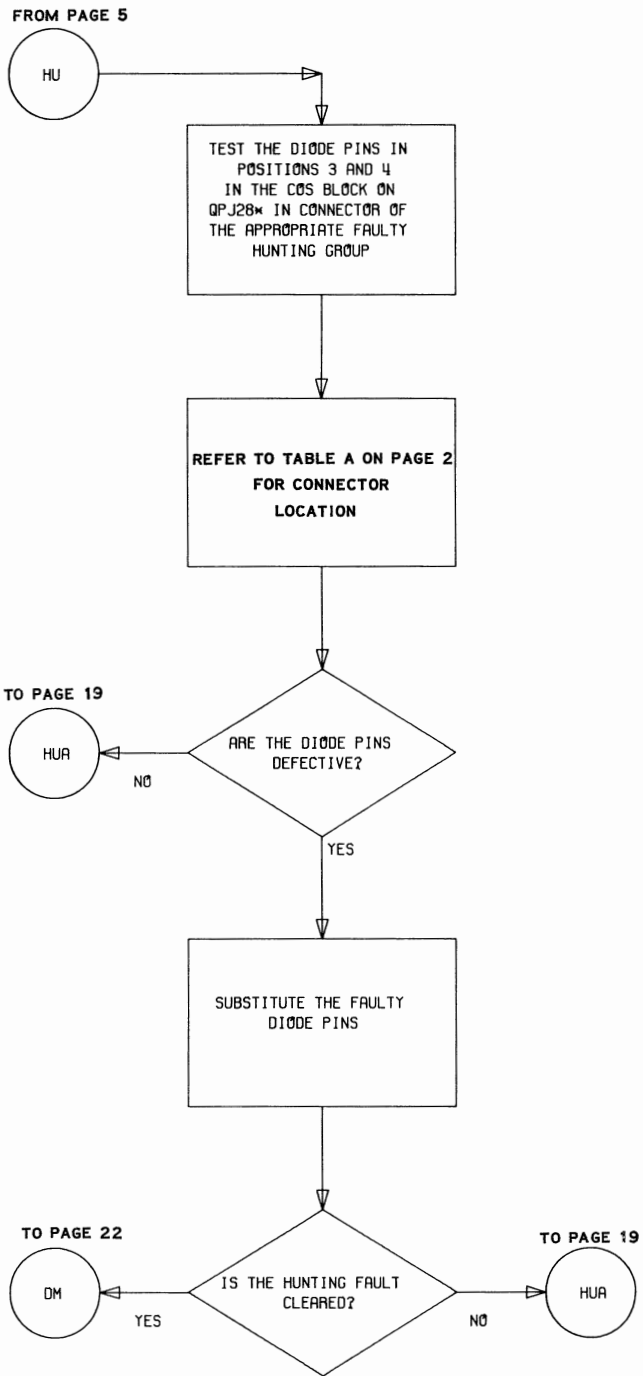 FROM PAGE 5
HU
TEST THE DIODE PINS IN
POSITIONS 3 AND 4
IN THE COS BLOCK ON
QPJ28* IN CONNECTOR OF
THE APPROPRIATE FAULTY
HUNTING GROUP
REFER TO TABLE A ON PAGE 2
FOR CONNECTOR
LOCATION
TO PAGE 19
HUA
NO
ARE THE DIODE PINS
DEFECTIVE?
YES
SUBSTITUTE THE FAULTY
DIODE PINS
TO PAGE 22
DM
YES
IS THE HUNTING FAULT
CLEARED?
NO
TO PAGE 19
HUA